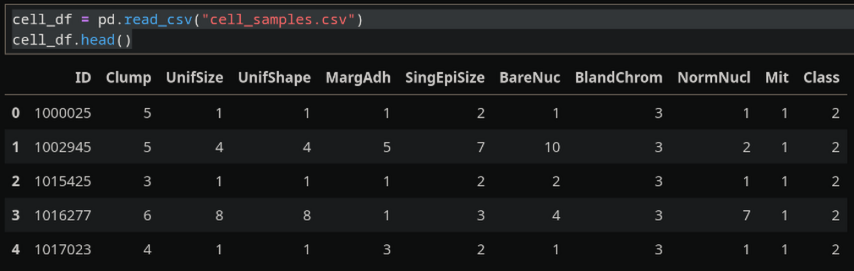 cell_df = pd.read_csv("cell_samples.csv")
cell_df.head()
ID Clump UnifSize UnifShape MargAdh SingEpiSize BareNuc BlandChrom NormNucl Mit Class
0 1000025 5 1 1 1 2 1 3 1 1 2
1 1002945 5 4 4 5 7 10 3 2 1 2
2 1015425 3 1 1 1 2 2 3 1 1 2
3 1016277 6 8 8 1 3 4 3 7 1 2
4 1017023 4 1 1 3 2 1 3 1 1 2